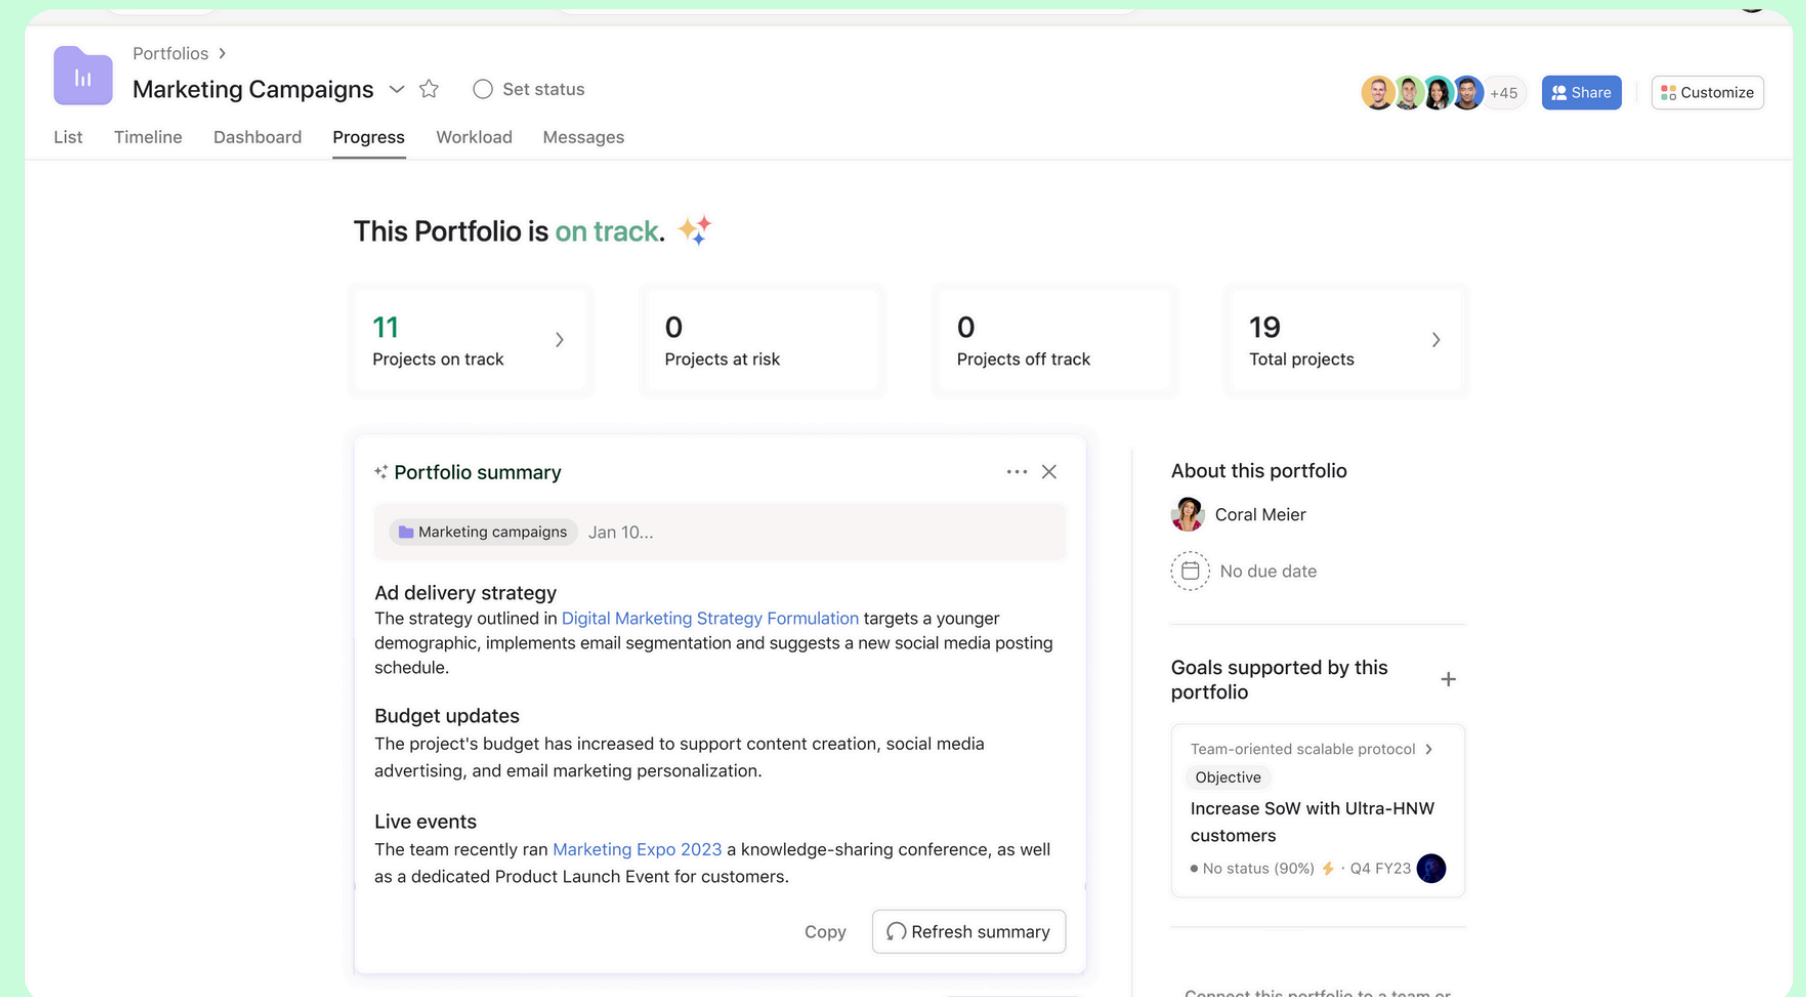 Portfolios
Marketing Campaigns
Set status
+45
Share
Customize
List
Timeline
Dashboard
Progress
Workload
Messages
This Portfolio is on track.
11
Projects on track
0
Projects at risk
0
Projects off track
19
Total projects
Portfolio summary
Marketing campaigns
Jan 10...
Ad delivery strategy
The strategy outlined in Digital Marketing Strategy Formulation targets a younger
demographic, implements email segmentation and suggests a new social media posting
schedule.
Budget updates
The project's budget has increased to support content creation, social media
advertising, and email marketing personalization.
Live events
The team recently ran Marketing Expo 2023 a knowledge-sharing conference, as well
as a dedicated Product Launch Event for customers.
Copy
Refresh summary
About this portfolio
Coral Meier
No due date
Goals supported by this
portfolio
Team-oriented scalable protocol
Objective
Increase SoW with Ultra-HNW
customers
No status (90%) · Q4 FY23
Connect this portfolio to a team or